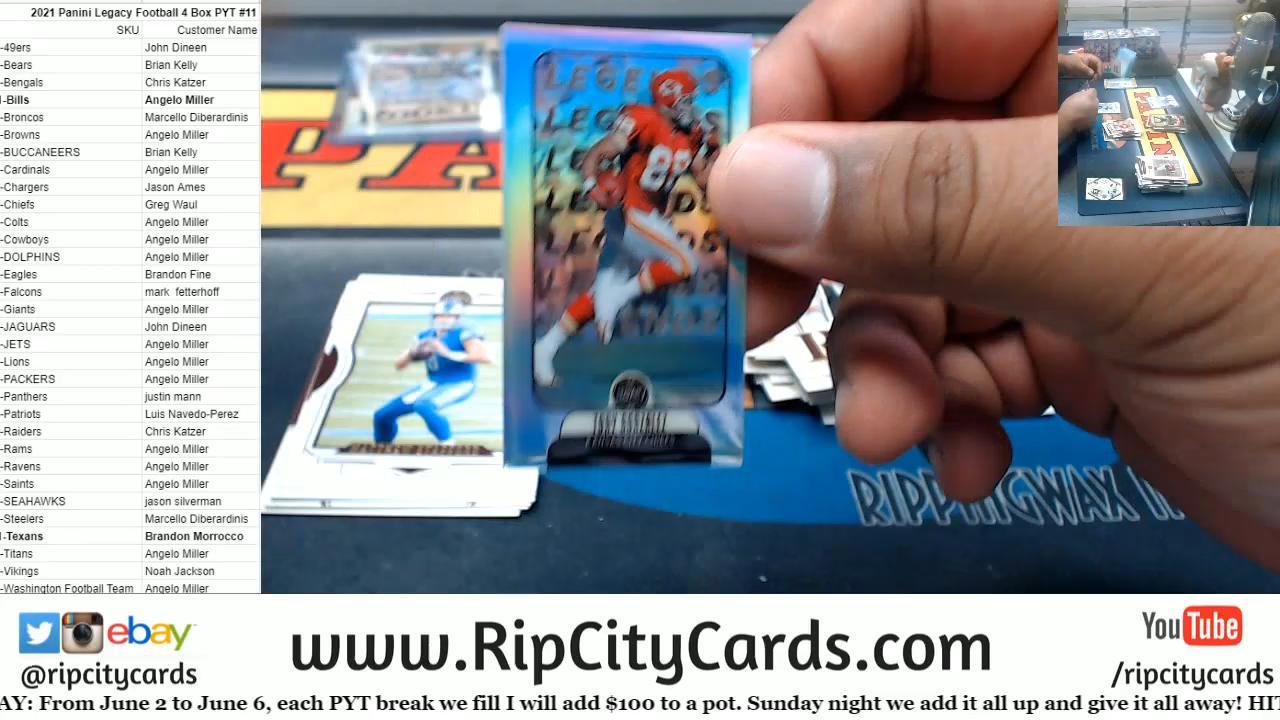 2021 Panini Legacy Football 4 Box PYT #11
SKU Customer Name
-49ers John Dineen
-Bears Brian Kelly
-Bengals Chris Katzer
-Bills Angelo Miller
-Broncos Marcello Diberardinis
-Browns Angelo Miller
-BUCCANEERS Brian Kelly
-Cardinals Angelo Miller
-Chargers Jason Ames
-Chiefs Greg Waul
-Colts Angelo Miller
-Cowboys Angelo Miller
-DOLPHINS Angelo Miller
-Eagles Brandon Fine
-Falcons mark fetterhoff
-Giants Angelo Miller
-JAGUARS John Dineen
-JETS Angelo Miller
-Lions Angelo Miller
-PACKERS Angelo Miller
-Panthers justin mann
-Patriots Luis Navedo-Perez
-Raiders Chris Katzer
-Rams Angelo Miller
-Ravens Angelo Miller
-Saints Angelo Miller
-SEAHAWKS jason silverman
-Steelers Marcello Diberardinis
-Texans Brandon Morrocco
-Titans Angelo Miller
-Vikings Noah Jackson
-Washington Football Team Angelo Miller
LEGENDS
88
RIPPINGWAX
ebay
@ripcitycards
www.RipCityCards.com
YouTube
/ripcitycards
AY: From June 2 to June 6, each PYT break we fill I will add $100 to a pot. Sunday night we add it all up and give it all away! HI